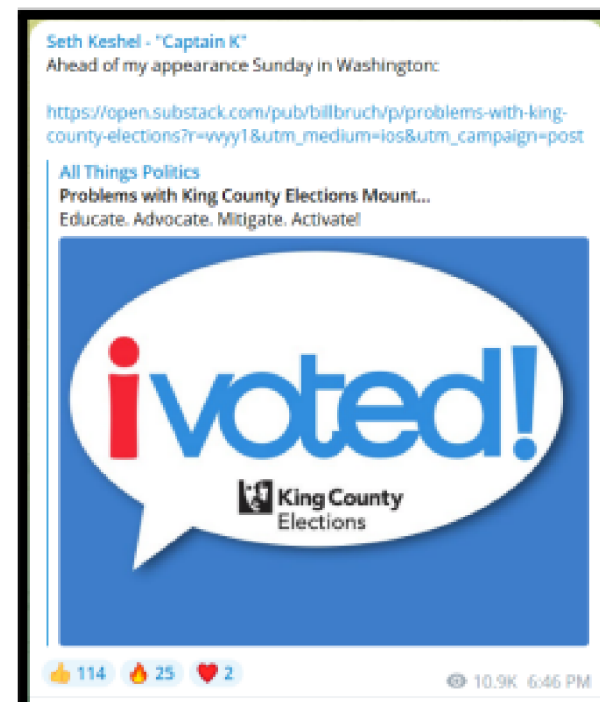 Seth Keshel - "Captain K"
Ahead of my appearance Sunday in Washington:
https://open.substack.com/pub/billbruch/p/problems-with-king-
county-elections?r=vvyy1&utm_medium=ios&utm_campaign=post
All Things Politics
Problems with King County Elections Mount...
Educate. Advocate. Mitigate. Activate!
i voted!
King County
Elections
👍 114 🔥 25 ❤️ 2
10.9K 6:46 PM